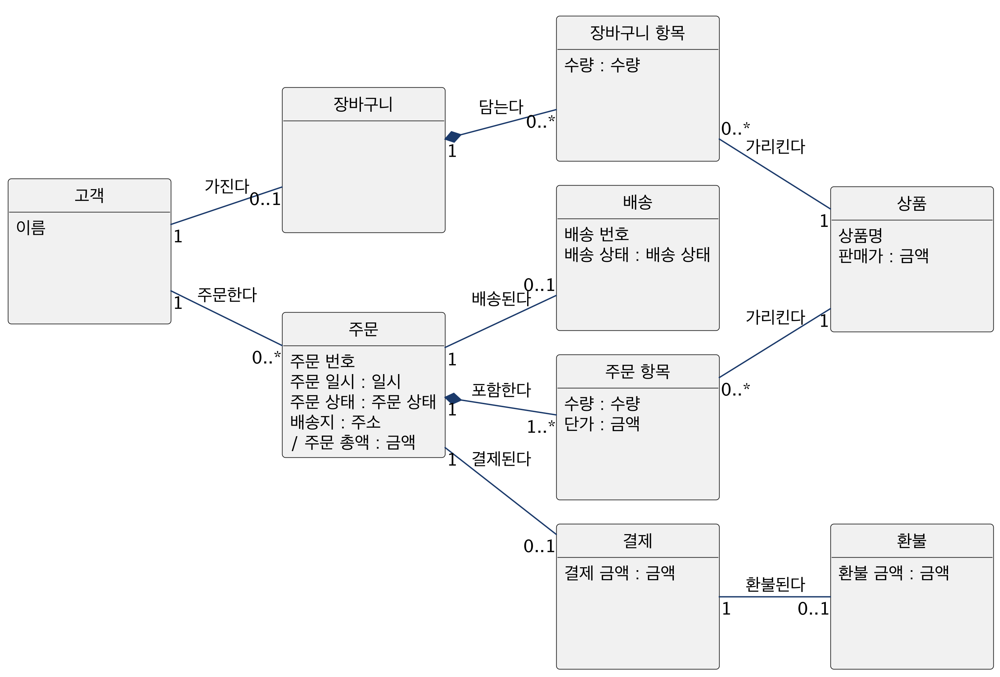 장바구니 항목
수량 : 수량
장바구니
담는다
0..*
1
0..*
가리킨다
고객
이름
가진다
0..1
1
배송
배송 번호
배송 상태 : 배송 상태
상품
상품명
판매가 : 금액
1
주문한다
1
0..*
0..1
배송된다
1
가리킨다
1
주문
주문 번호
주문 일시 : 일시
주문 상태 : 주문 상태
배송지 : 주소
/ 주문 총액 : 금액
주문 항목
수량 : 수량
단가 : 금액
0..*
포함한다
1
1..*
결제된다
1
0..1
결제
결제 금액 : 금액
환불
환불 금액 : 금액
환불된다
1
0..1